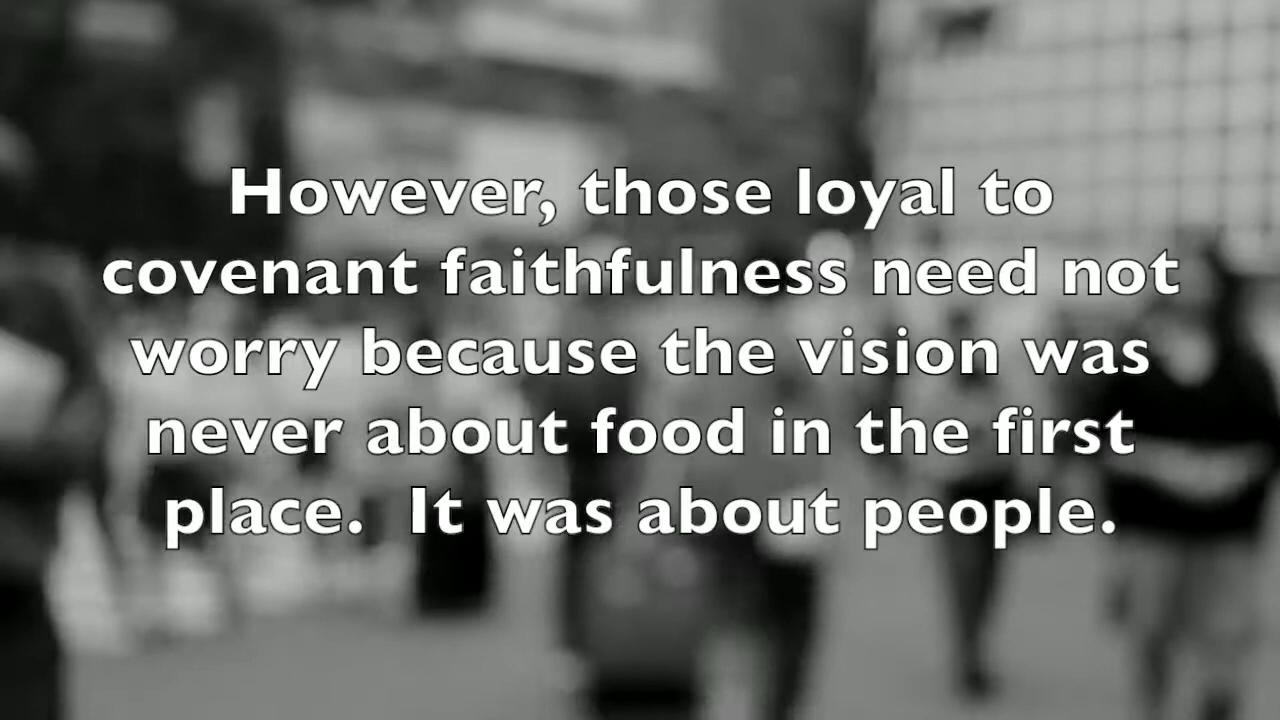 However, those loyal to
covenant faithfulness need not
worry because the vision was
never about food in the first
place.  It was about people.